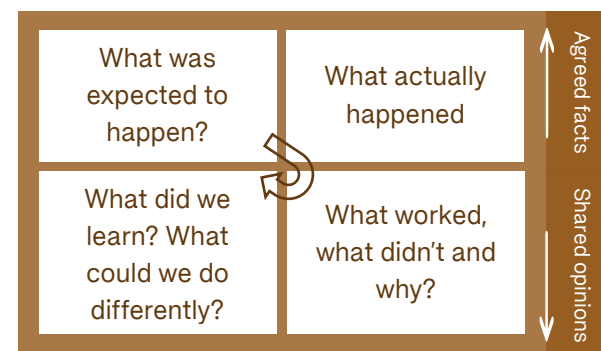 What was
expected to
happen?
What actually
happened
What did we
learn? What
could we do
differently?
What worked,
what didn’t and
why?
Agreed facts
Shared opinions